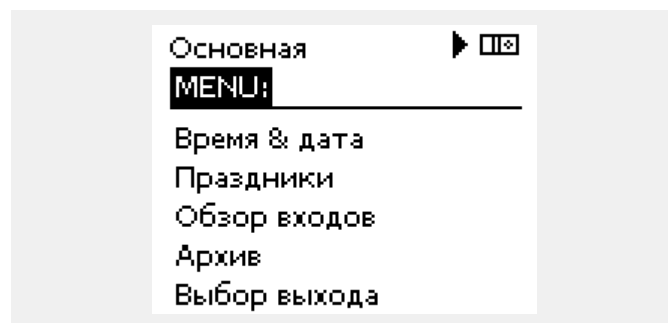 Основная
MENU:
Время & дата
Праздники
Обзор входов
Архив
Выбор выхода